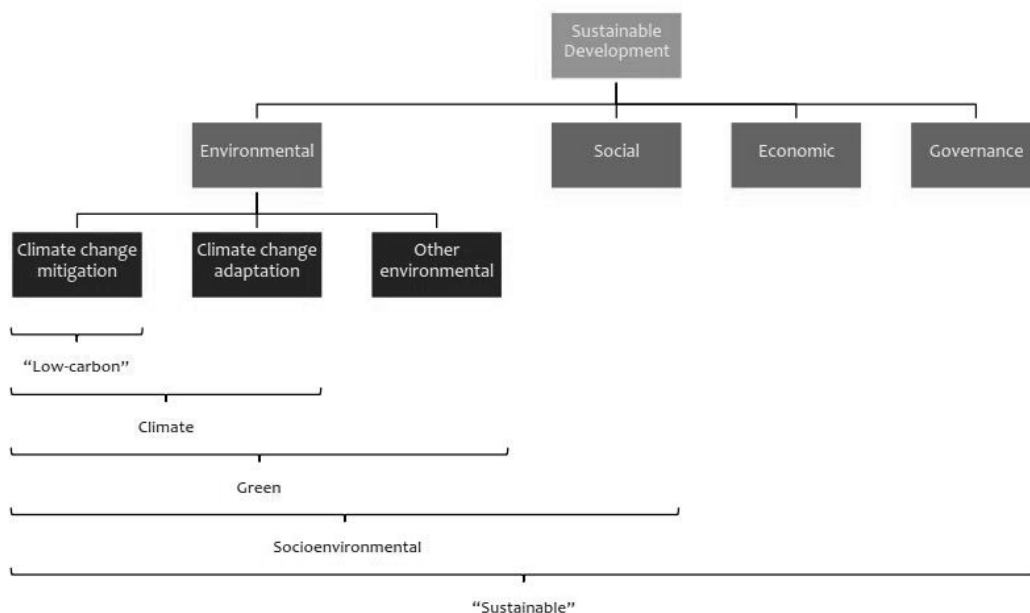 Sustainable
Development
Environmental
Social
Economic
Governance
Climate change
mitigation
Climate change
adaptation
Other
environmental
“Low-carbon”
Climate
Green
Socioenvironmental
“Sustainable”